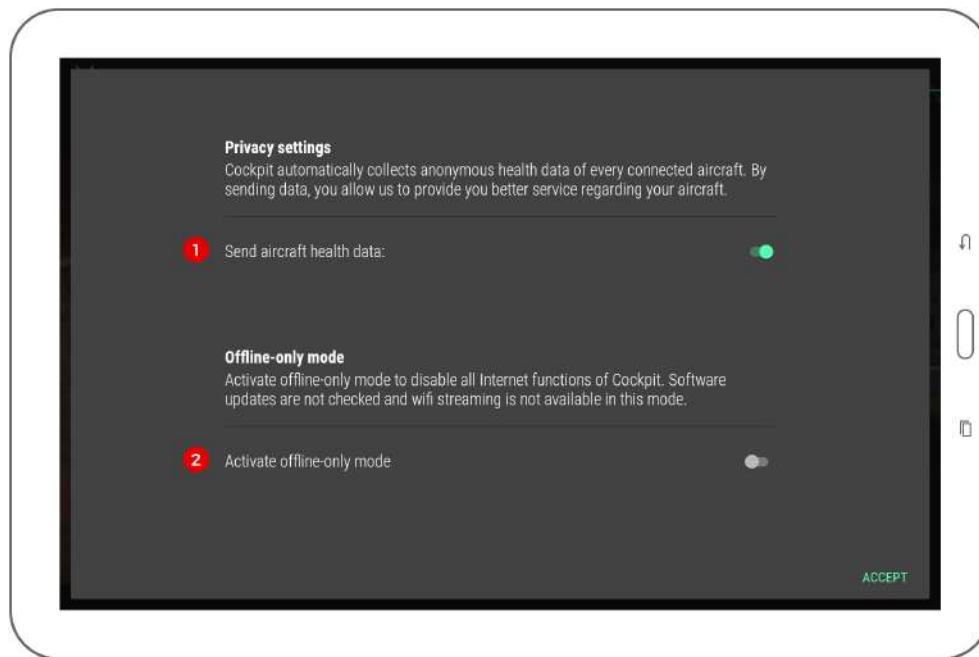 Privacy settings
Cockpit automatically collects anonymous health data of every connected aircraft. By
sending data, you allow us to provide you better service regarding your aircraft.
1 Send aircraft health data:
Offline-only mode
Activate offline-only mode to disable all Internet functions of Cockpit. Software
updates are not checked and wifi streaming is not available in this mode.
2 Activate offline-only mode
ACCEPT